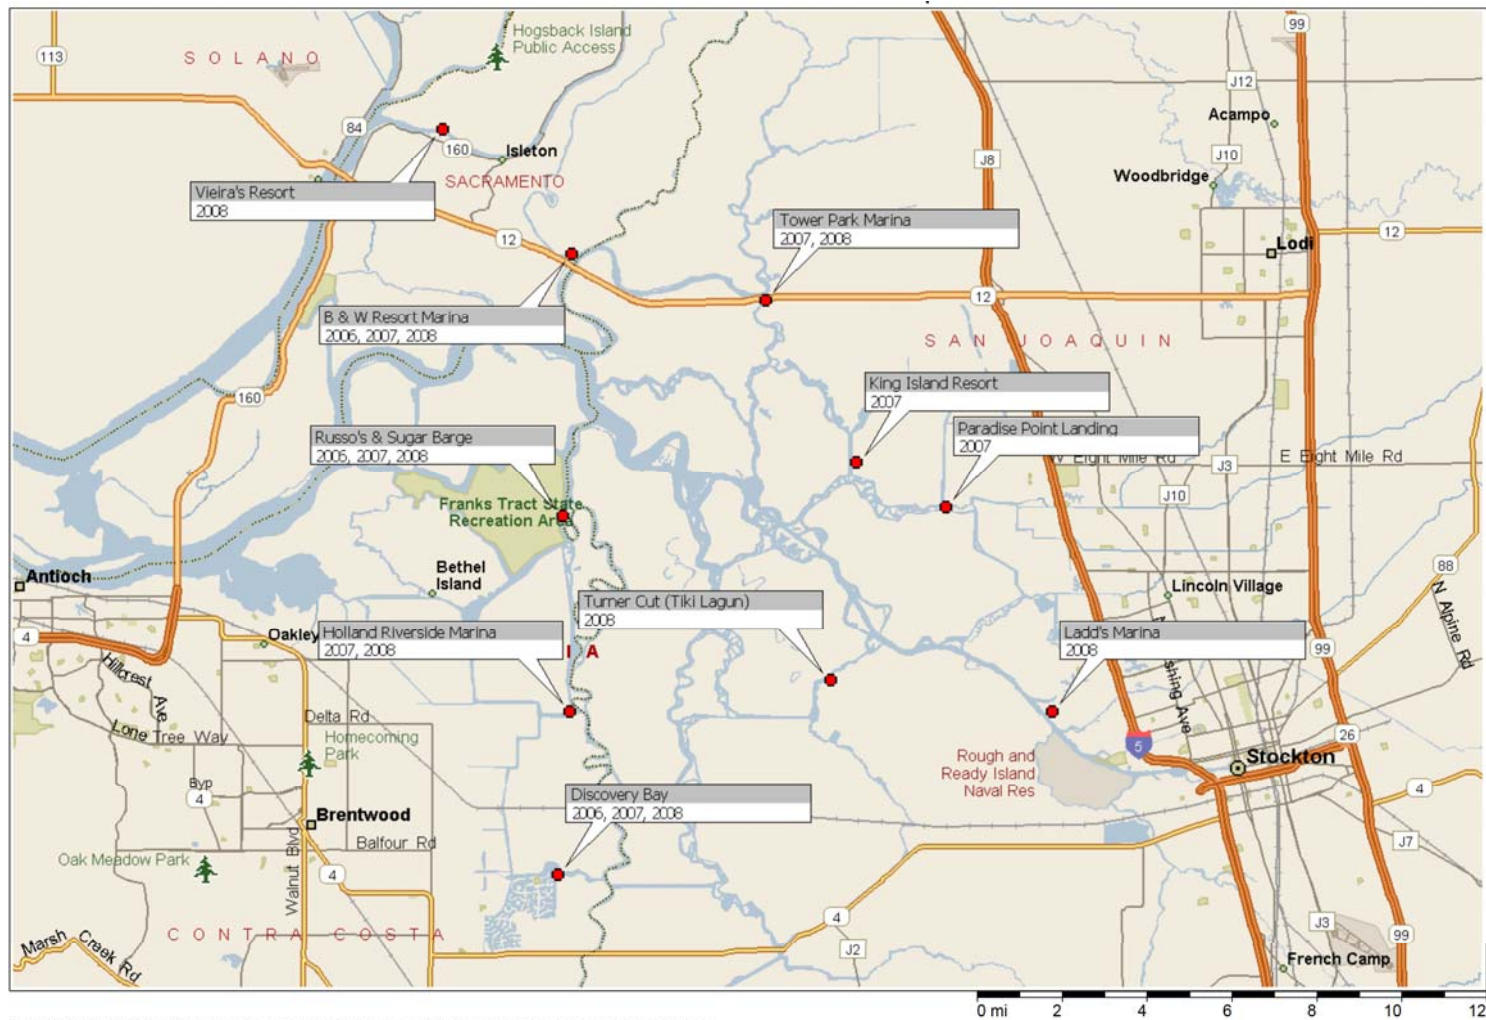 Hogsback Island
Public Access
99
113
S O L A N O
J12
Acampo
84
160
Isleton
J10
J8
Woodbridge
SACRAMENTO
Vieira's Resort
2008
Tower Park Marina
2007, 2008
12
12
Lodi
12
B & W Resort Marina
2006, 2007, 2008
S A N J O A Q U I N
King Island Resort
2007
160
Paradise Point Landing
2007
Russo's & Sugar Barge
2006, 2007, 2008
W Eight Mile Rd
J3
E Eight Mile Rd
J10
Franks Tract State
Recreation Area
Bethel
Island
88
Antioch
Lincoln Village
N Alpine Rd
Turner Cut (Tiki Lagun)
2008
4
Oakley
Holland Riverside Marina
2007, 2008
I A
Ladd's Marina
2008
99
Hillcrest Ave
shing Ave
Delta Rd
Lone Tree Way
Homecoming
Park
26
5
Rough and
Ready Island
Naval Res
Stockton
Byp
4
Discovery Bay
2006, 2007, 2008
4
Brentwood
Balfour Rd
J7
Oak Meadow Park
Walnut Blvd
4
4
J3
C O N T R A C O S T A
99
J2
Marsh Creek Rd
French Camp
0 mi 2 4 6 8 10 12